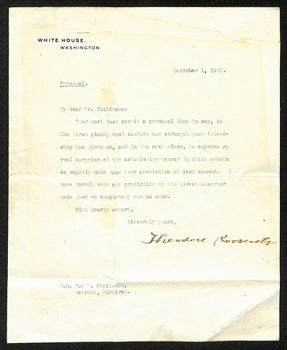 WHITE HOUSE.
WASHINGTON.
December 1, 190
Personal.
My dear Mr. Dickinson:
You must just permit a personal line to say, in
the first place, what comfort and strength your friend-
ship has given me, and in the next place, to express my
real surprise at the astonishing manner in which events
so rapidly made good your prediction of last summer. I
have rarely seen any prediction by the closest observer
made good so completely and so soon.
With hearty regard,
Sincerely yours,
Theodore Roosevelt
Hon. Don M. Dickinson,
Detroit, Michigan.